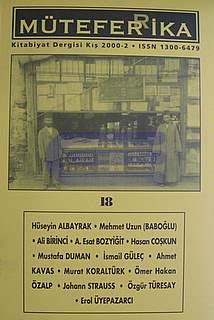 MÜTEFERRİKA
Kitabiyat Dergisi Kış 2000-2 • ISSN 1300-6479
18
Hüseyin ALBAYRAK • Mehmet Uzun (BABOĞLU)
• Ali BİRİNCİ • A. Esat BOZYİĞİT • Hasan COŞKUN
• Mustafa DUMAN • İsmail GÜLEÇ • Ahmet
KAVAS • Murat KORALTÜRK • Ömer Hakan
ÖZALP • Johann STRAUSS • Özgür TÜRESAY
• Erol ÜYEPAZARCI